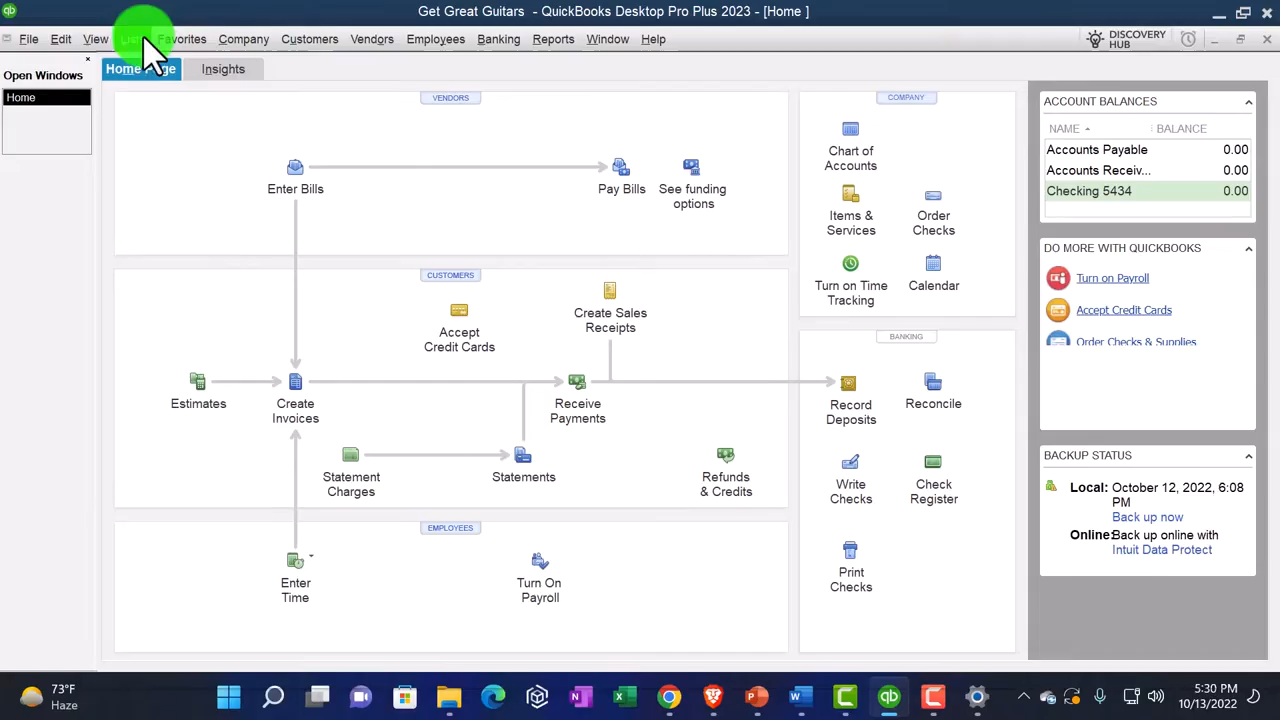 Get Great Guitars - QuickBooks Desktop Pro Plus 2023 - [Home ]
File Edit View Favorites Company Customers Vendors Employees Banking Reports Window Help
DISCOVERY
HUB
Open Windows
Home
Home Page
Insights
VENDORS
Enter Bills
Pay Bills
See funding
options
CUSTOMERS
Accept
Credit Cards
Create Sales
Receipts
Estimates
Create
Invoices
Receive
Payments
Statement
Charges
Statements
Refunds
& Credits
EMPLOYEES
Enter
Time
Turn On
Payroll
COMPANY
Chart of
Accounts
Items &
Services
Order
Checks
Turn on Time
Tracking
Calendar
BANKING
Record
Deposits
Reconcile
Write
Checks
Check
Register
Print
Checks
ACCOUNT BALANCES
NAME BALANCE
Accounts Payable 0.00
Accounts Receiv... 0.00
Checking 5434 0.00
DO MORE WITH QUICKBOOKS
Turn on Payroll
Accept Credit Cards
Order Checks & Supplies
BACKUP STATUS
Local: October 12, 2022, 6:08
PM
Back up now
Online: Back up online with
Intuit Data Protect
73°F
Haze
5:30 PM
10/13/2022